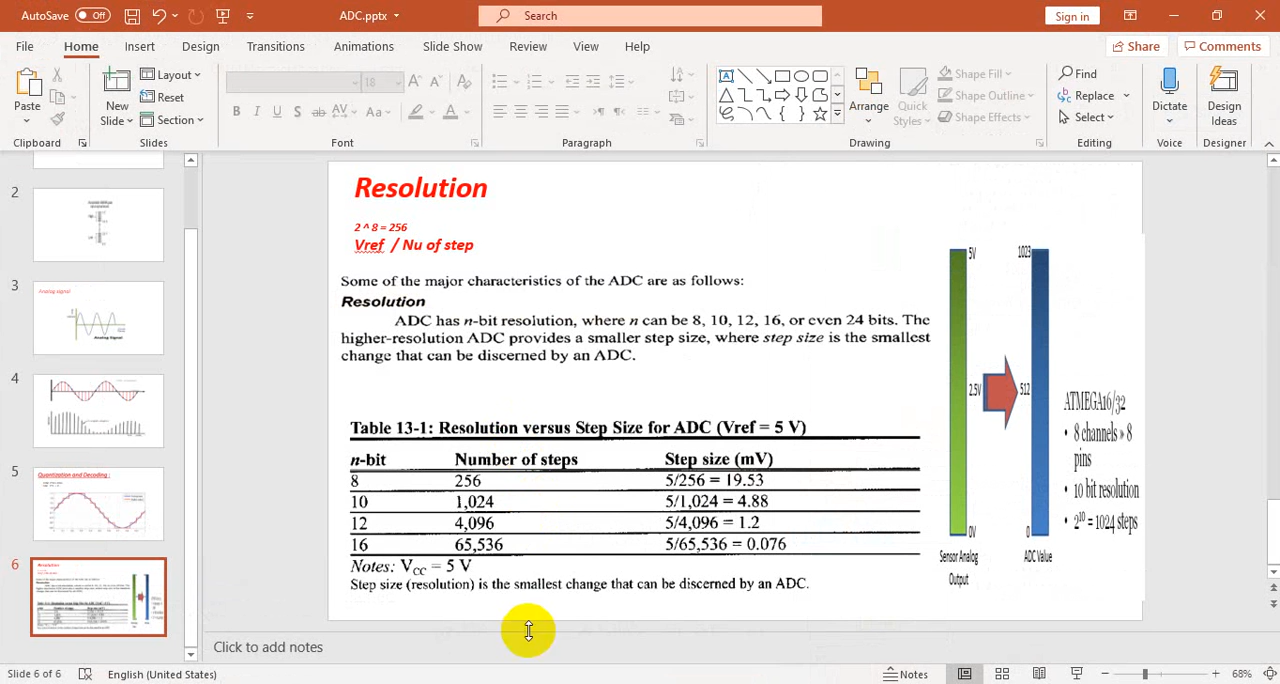 AutoSave Off ADC.pptx Search Sign in
File Home Insert Design Transitions Animations Slide Show Review View Help Share Comments
Paste New Slide Layout Reset Section 18 Arrange Quick Styles Shape Fill Shape Outline Shape Effects Find Replace Select Dictate Design Ideas
Clipboard Slides Font Paragraph Drawing Editing Voice Designer
2
3
4
5
6
Resolution
2 ^ 8 = 256
Vref / Nu of step
Some of the major characteristics of the ADC are as follows:
Resolution
ADC has n-bit resolution, where n can be 8, 10, 12, 16, or even 24 bits. The
higher-resolution ADC provides a smaller step size, where step size is the smallest
change that can be discerned by an ADC.
Table 13-1: Resolution versus Step Size for ADC (Vref = 5 V)
n-bit Number of steps Step size (mV)
8 256 5/256 = 19.53
10 1,024 5/1,024 = 4.88
12 4,096 5/4,096 = 1.2
16 65,536 5/65,536 = 0.076
Notes: VCC = 5 V
Step size (resolution) is the smallest change that can be discerned by an ADC.
5V 1023
2.5V 512
0V 0
Sensor Analog
Output
ADC Value
ATMEGA16/32
• 8 channels » 8
pins
• 10 bit resolution
• 2^10 = 1024 steps
Click to add notes
Slide 6 of 6 English (United States) Notes 68%